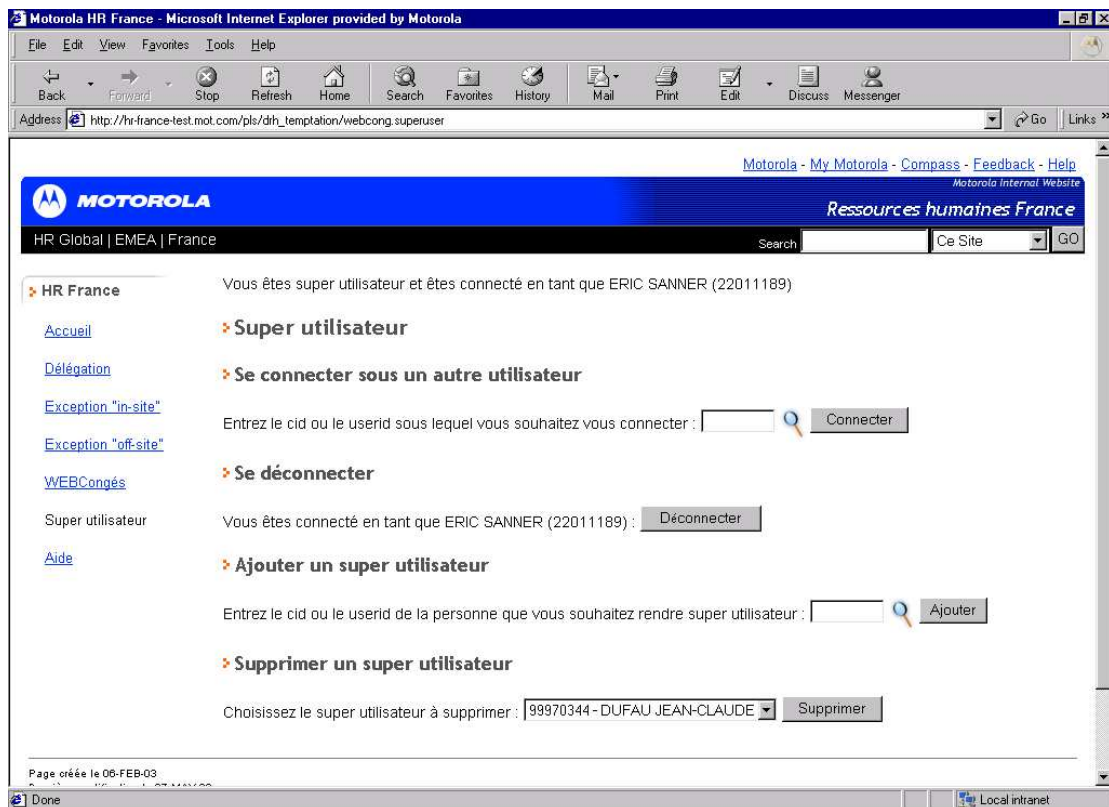 Motorola HR France - Microsoft Internet Explorer provided by Motorola
File Edit View Favorites Tools Help
Back Forward Stop Refresh Home Search Favorites History Mail Print Edit Discuss Messenger
Address http://hr-france-test.mot.com/pls/drh_temptation/webcong.superuser Go Links »
Motorola - My Motorola - Compass - Feedback - Help
Motorola Internal Website
MOTOROLA
Ressources humaines France
HR Global | EMEA | France Search Ce Site GO
HR France
Accueil
Délégation
Exception "in-site"
Exception "off-site"
WEBCongés
Super utilisateur
Aide
Vous êtes super utilisateur et êtes connecté en tant que ERIC SANNER (22011189)
Super utilisateur
Se connecter sous un autre utilisateur
Entrez le cid ou le userid sous lequel vous souhaitez vous connecter : Connecter
Se déconnecter
Vous êtes connecté en tant que ERIC SANNER (22011189) : Déconnecter
Ajouter un super utilisateur
Entrez le cid ou le userid de la personne que vous souhaitez rendre super utilisateur : Ajouter
Supprimer un super utilisateur
Choisissez le super utilisateur à supprimer : 99970344 - DUFAU JEAN-CLAUDE Supprimer
Page créée le 06-FEB-03
Done Local intranet